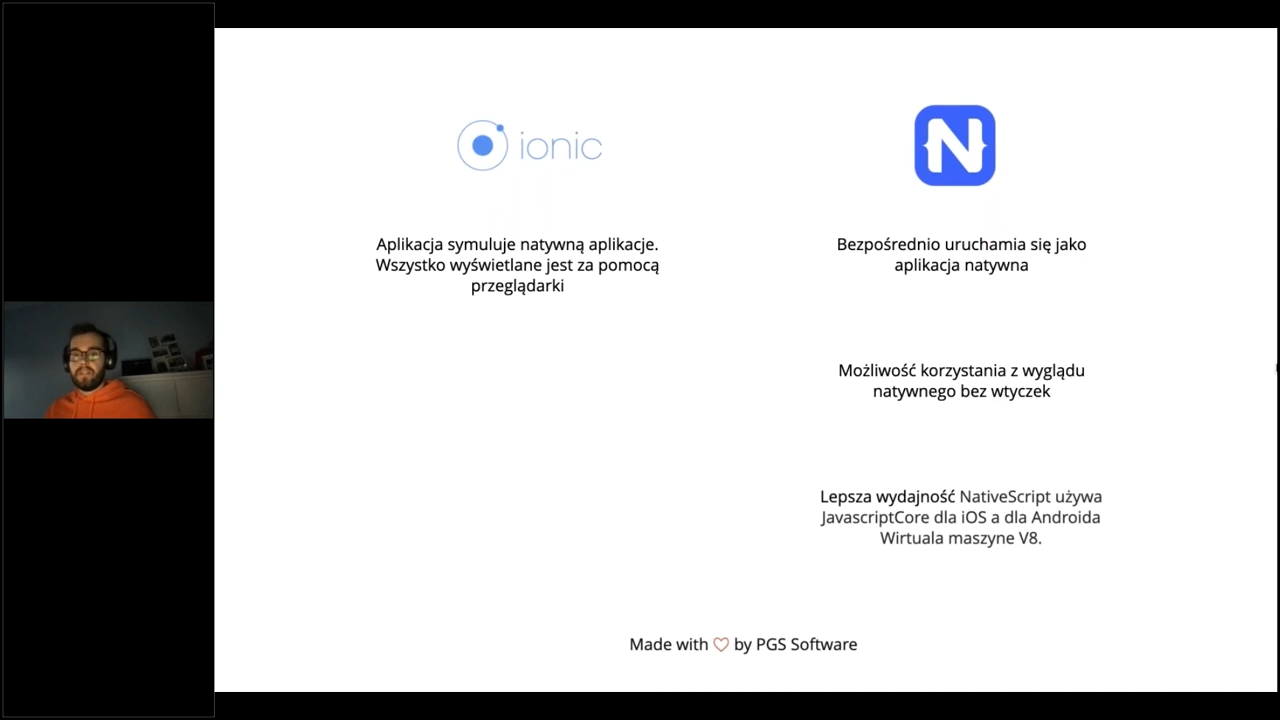 ionic
Aplikacja symuluje natywną aplikacje.
Wszystko wyświetlane jest za pomocą
przeglądarki
N
Bezpośrednio uruchamia się jako
aplikacja natywna
Możliwość korzystania z wyglądu
natywnego bez wtyczek
Lepsza wydajność NativeScript używa
JavascriptCore dla iOS a dla Androida
Wirtuala maszyne V8.
Made with ♡ by PGS Software